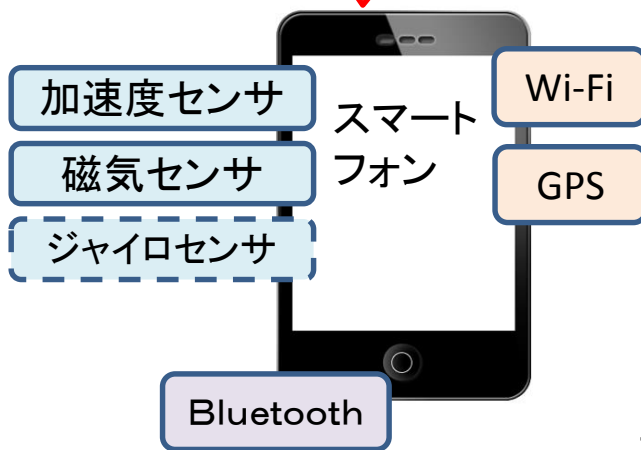 加速度センサ
磁気センサ
ジャイロセンサ
スマート
フォン
Wi-Fi
GPS
Bluetooth